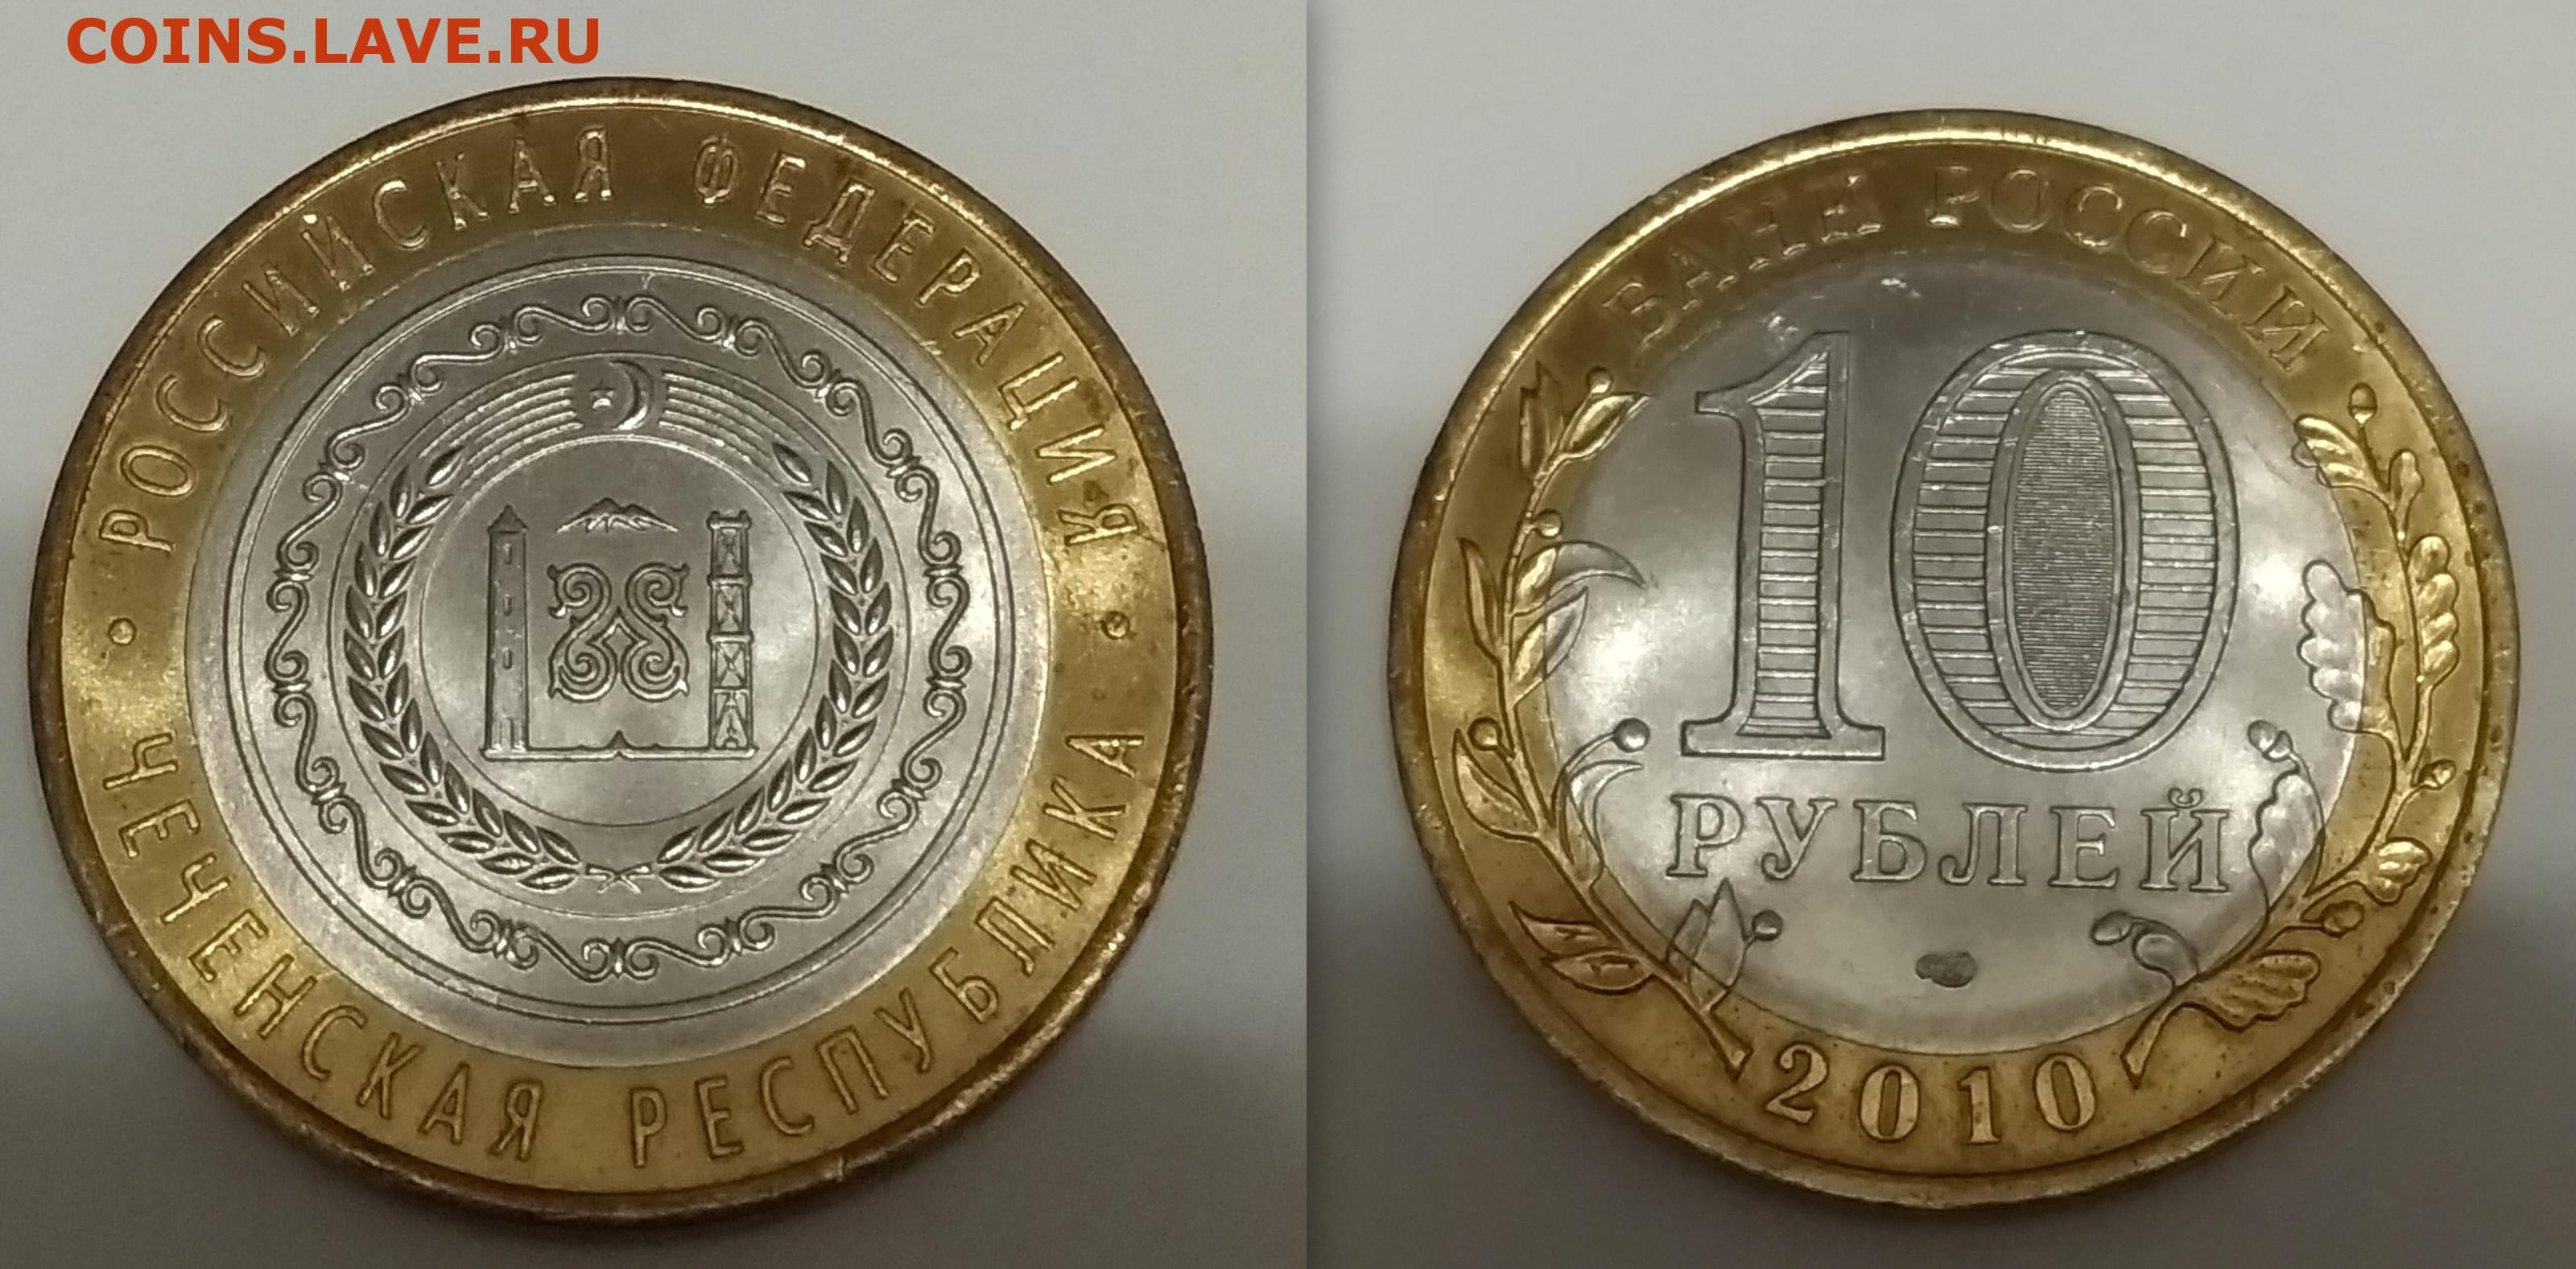 COINS.LAVE.RU
РОССИЙСКАЯ ФЕДЕРАЦИЯ
ЧЕЧЕНСКАЯ РЕСПУБЛИКА
БАНК РОССИИ
10
РУБЛЕЙ
2010